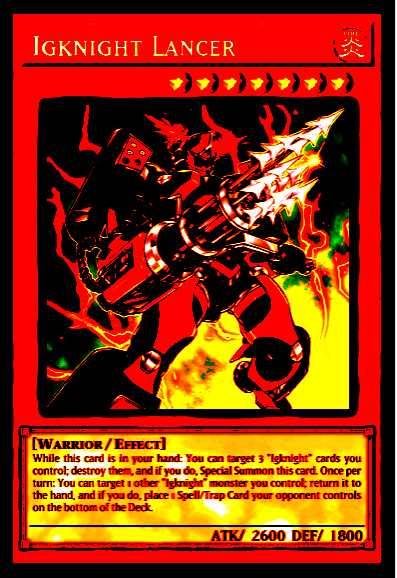 Igknight Lancer
炎
[Warrior/Effect]
While this card is in your hand: You can target 3 "Igknight" cards you
control; destroy them, and if you do, Special Summon this card. Once per
turn: You can target 1 other "Igknight" monster you control; return it to
the hand, and if you do, place 1 Spell/Trap Card your opponent controls
on the bottom of the Deck.
ATK/ 2600 DEF/ 1800